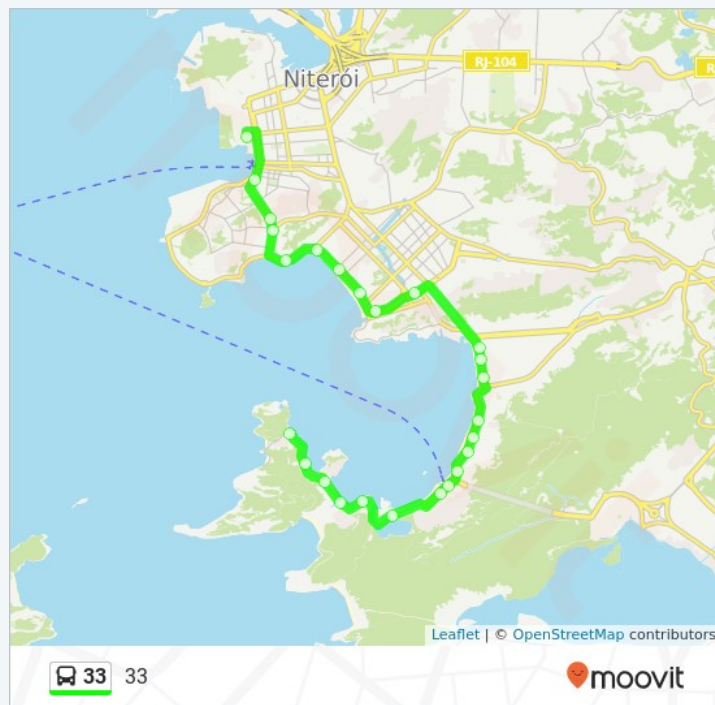 RJ-104
R
Niterói
Leaflet | © OpenStreetMap contributors
33 33
moovit